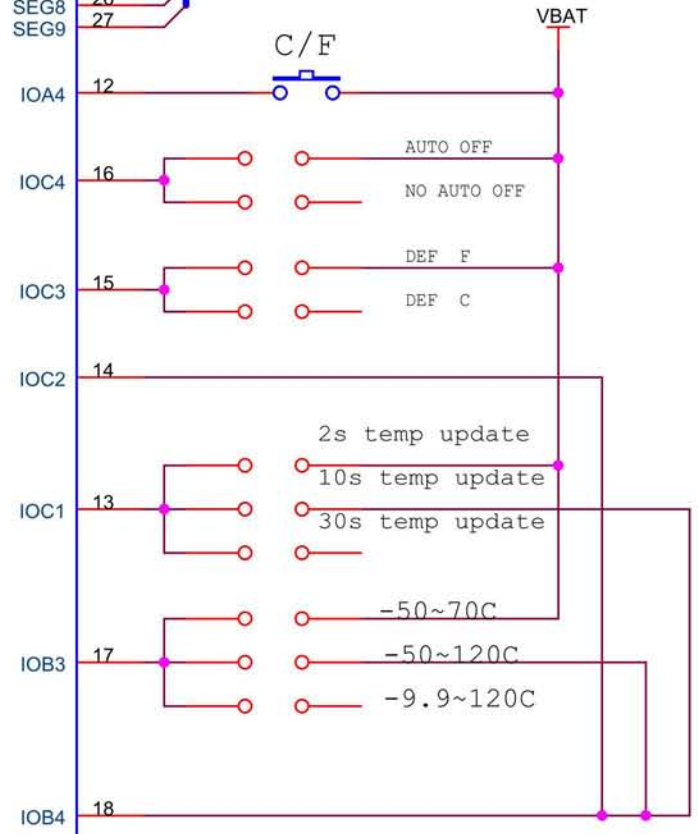 SEG8 26
SEG9 27
VBAT
C/F
IOA4 12
AUTO OFF
IOC4 16
NO AUTO OFF
DEF F
IOC3 15
DEF C
IOC2 14
2s temp update
10s temp update
IOC1 13
30s temp update
-50~70C
IOB3 17
-50~120C
-9.9~120C
IOB4 18